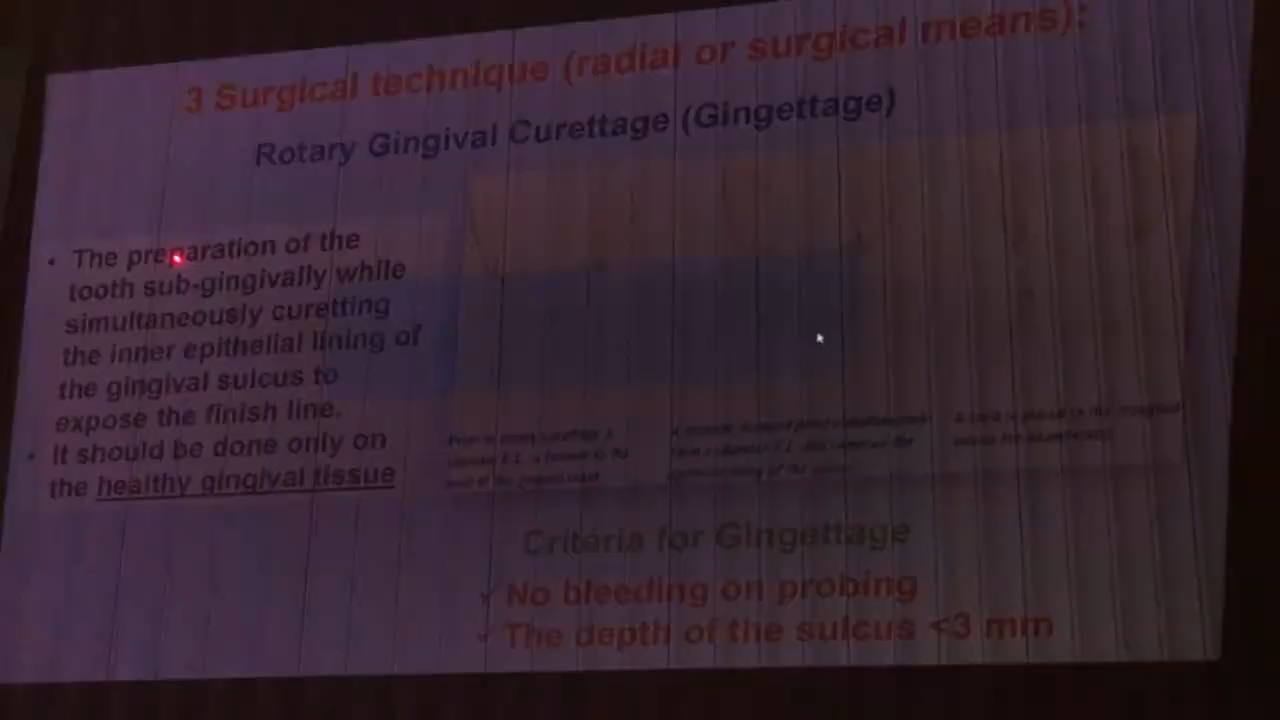 3 Surgical technique (radial or surgical means):
Rotary Gingival Curettage (Gingettage)
• The preparation of the
tooth sub-gingivally while
simultaneously curetting
the inner epithelial lining of
the gingival sulcus to
expose the finish line.
• It should be done only on
the healthy gingival tissue
Criteria for Gingettage
✓ No bleeding on probing
✓ The depth of the sulcus <3 mm